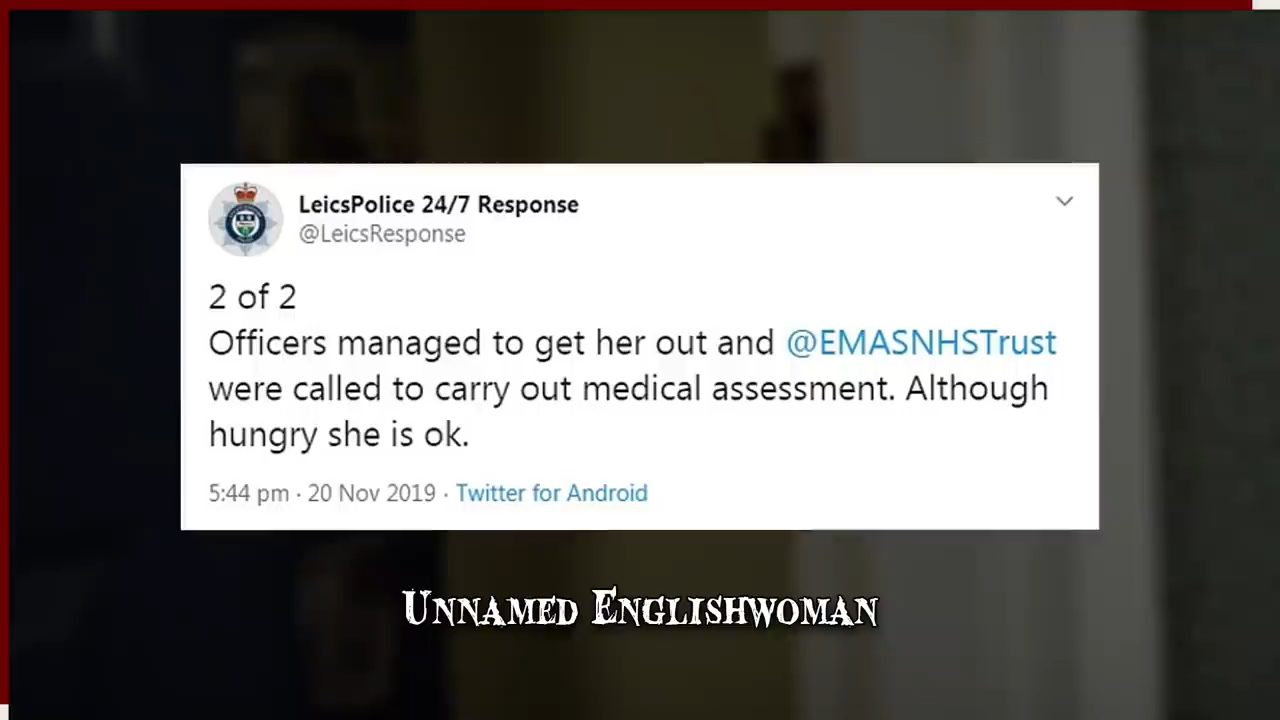 LeicsPolice 24/7 Response
@LeicsResponse
2 of 2
Officers managed to get her out and @EMASNHSTrust
were called to carry out medical assessment. Although
hungry she is ok.
5:44 pm · 20 Nov 2019 · Twitter for Android
Unnamed Englishwoman